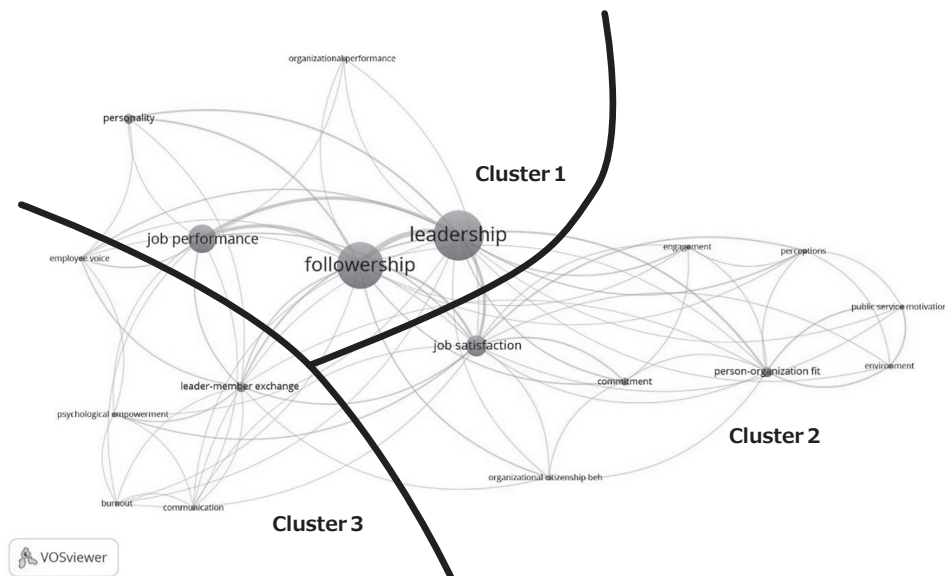 organizational performance
personality
Cluster 1
leadership
job performance
followership
employee voice
engagement
perceptions
public service motivation
job satisfaction
environment
person-organization fit
commitment
leader-member exchange
psychological empowerment
Cluster 2
organizational citizenship beh
burnout
communication
Cluster 3
VOSviewer